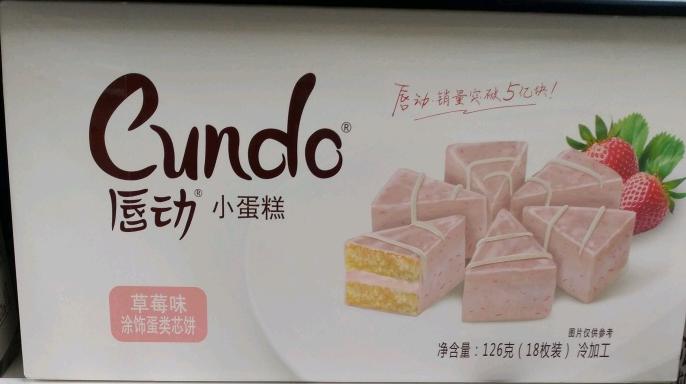 Cundo®
唇动® 小蛋糕
唇动·销量突破5亿块!
草莓味
涂饰蛋类芯饼
图片仅供参考
净含量:126克(18枚装) 冷加工